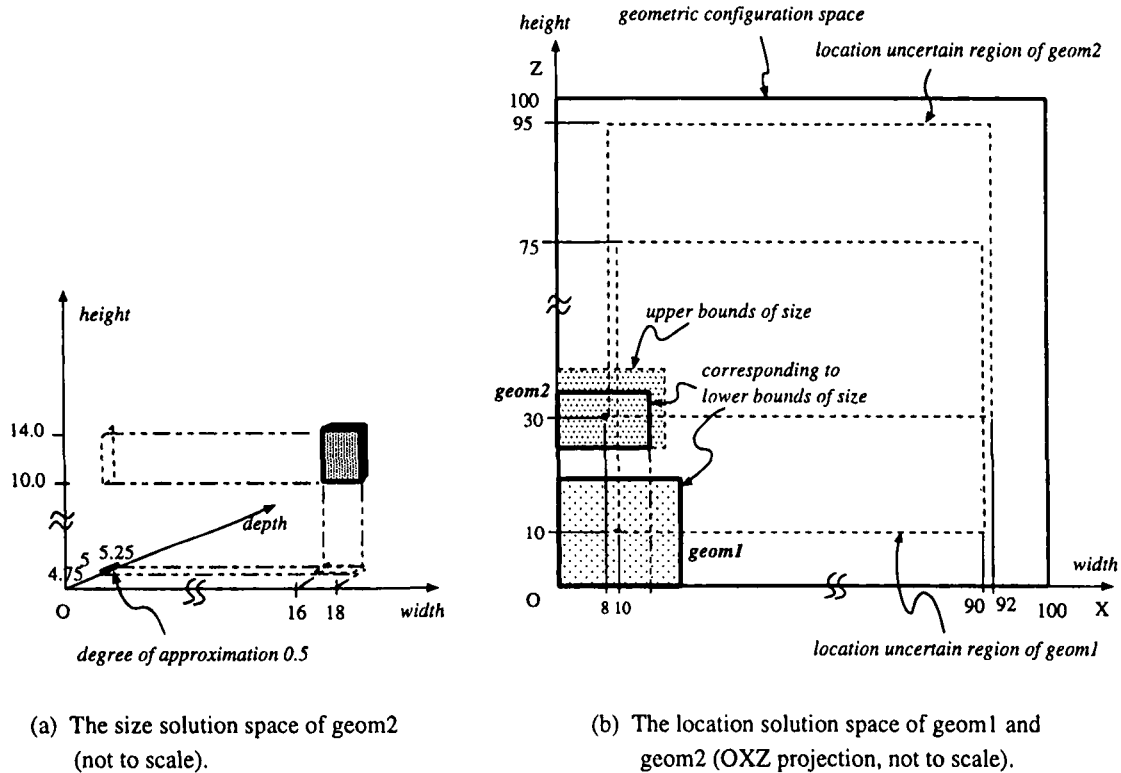 height
14.0
10.0
depth
5
5.25
4.75
O
16
18
width
degree of approximation 0.5
(a) The size solution space of geom2
(not to scale).
geometric configuration space
height
location uncertain region of geom2
Z
100
95
75
upper bounds of size
corresponding to
lower bounds of size
geom2
30
10
geom1
width
O
8
10
90
92
100
X
location uncertain region of geom1
(b) The location solution space of geom1 and
geom2 (OXZ projection, not to scale).